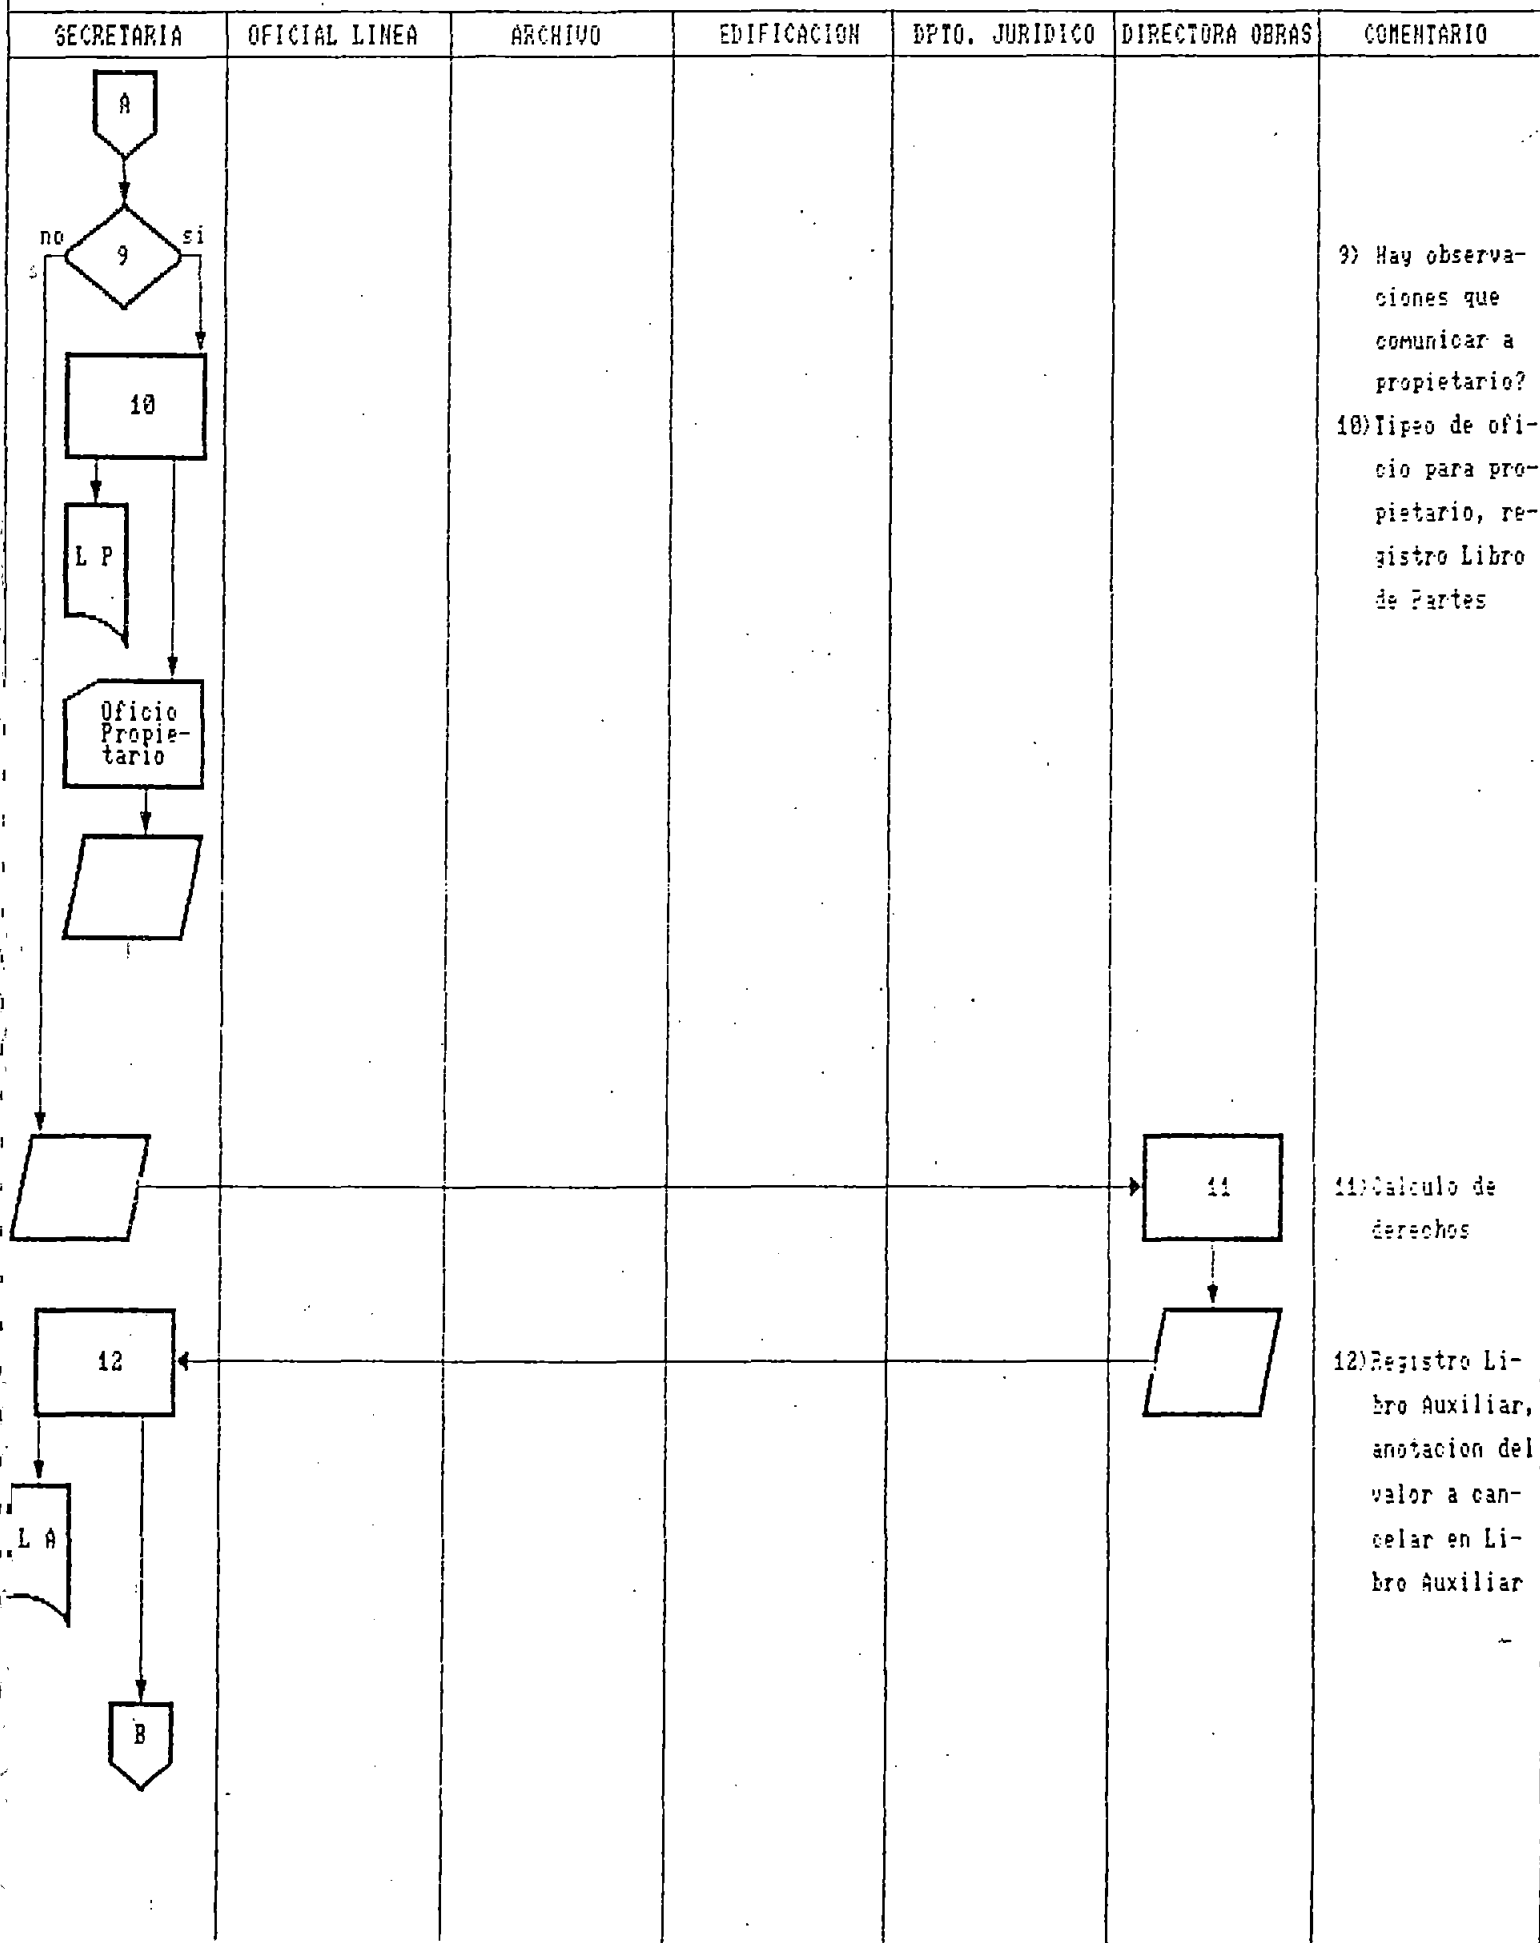 SECRETARIA
OFICIAL LINEA
ARCHIVO
EDIFICACION
DPTO. JURIDICO
DIRECTORA OBRAS
COMENTARIO
A
no
si
9
9) Hay observa-
ciones que
comunicar a
propietario?
10
10)Tipeo de ofi-
cio para pro-
pietario, re-
gistro Libro
de Partes
L P
Oficio
Propie-
tario
11
11)Calculo de
derechos
12
12)Registro Li-
bro Auxiliar,
anotacion del
valor a can-
celar en Li-
bro Auxiliar
L A
B